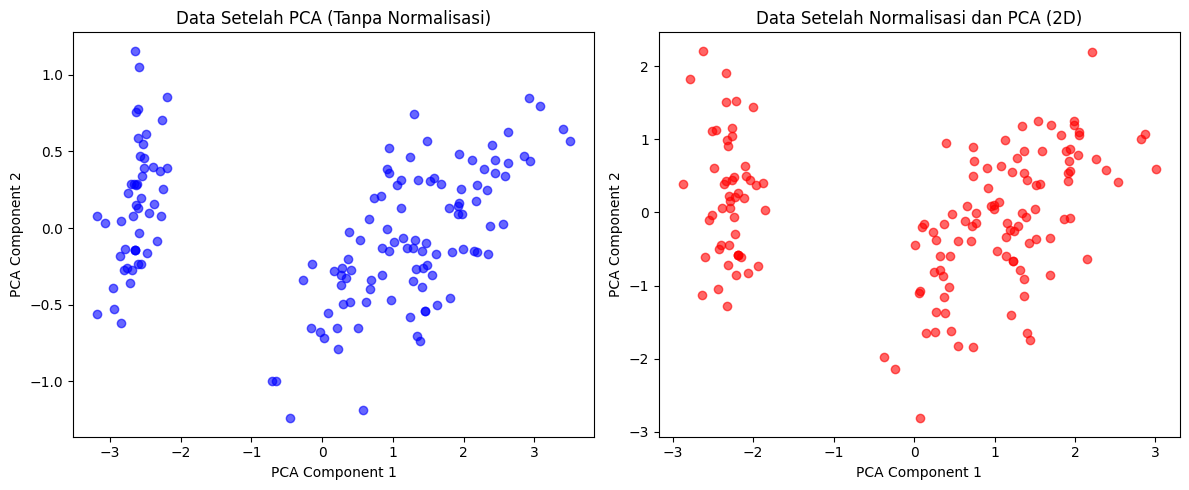 Data Setelah PCA (Tanpa Normalisasi)
1.0
0.5
0.0
−0.5
−1.0
PCA Component 2
−3 −2 −1 0 1 2 3
PCA Component 1
Data Setelah Normalisasi dan PCA (2D)
2
1
0
−1
−2
−3
PCA Component 2
−3 −2 −1 0 1 2 3
PCA Component 1